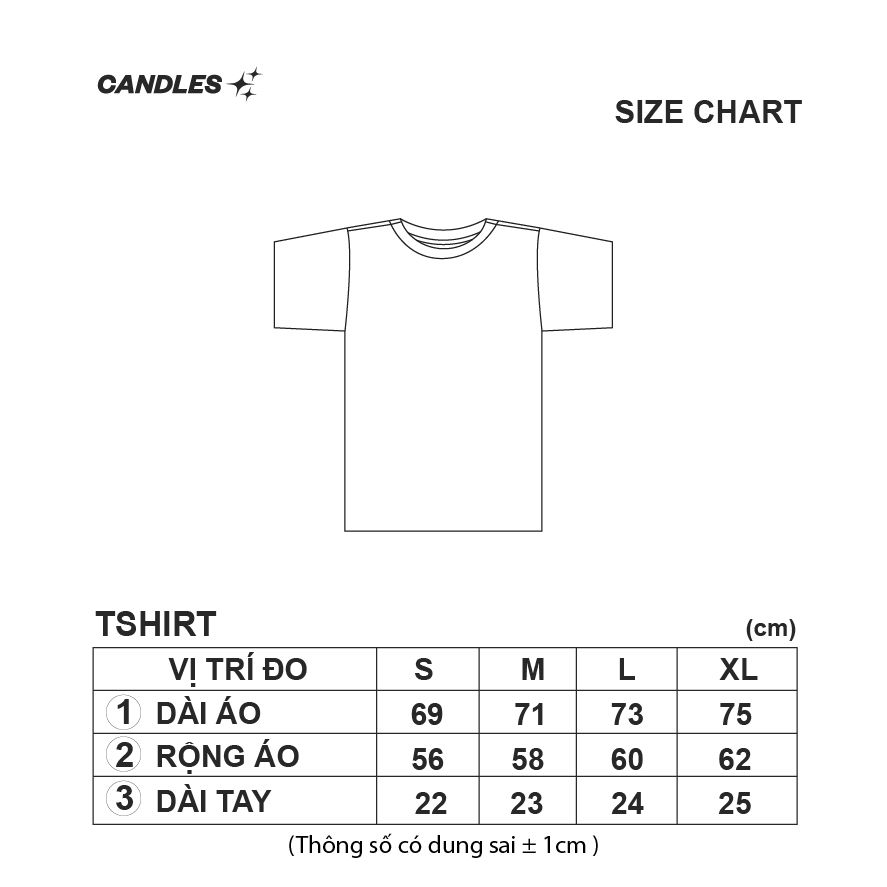 CANDLES
SIZE CHART
TSHIRT
(cm)
VỊ TRÍ ĐO S M L XL
1 DÀI ÁO 69 71 73 75
2 RỘNG ÁO 56 58 60 62
3 DÀI TAY 22 23 24 25
(Thông số có dung sai ± 1cm )